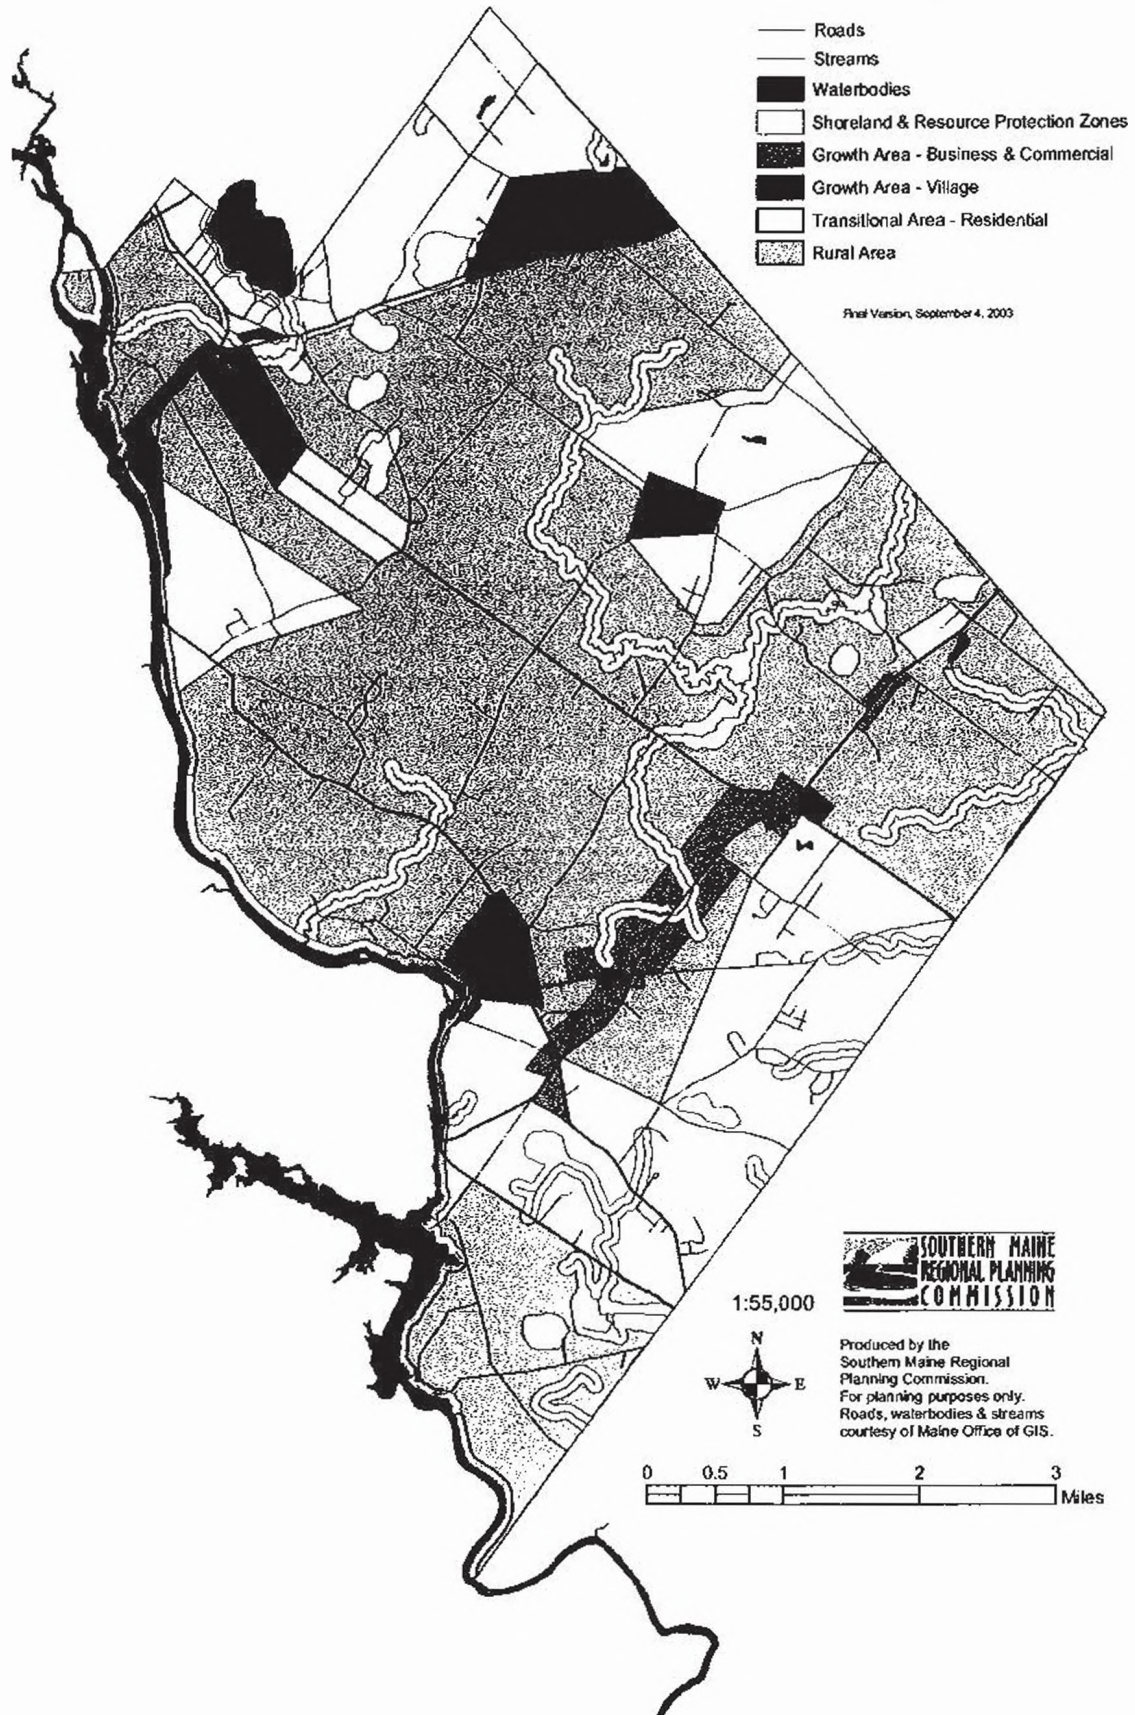 Roads
Streams
Waterbodies
Shoreland & Resource Protection Zones
Growth Area - Business & Commercial
Growth Area - Village
Transitional Area - Residential
Rural Area
Final Version, September 4, 2003
SOUTHERN MAINE
REGIONAL PLANNING
COMMISSION
1:55,000
N
W E
S
Produced by the
Southern Maine Regional
Planning Commission.
For planning purposes only.
Roads, waterbodies & streams
courtesy of Maine Office of GIS.
0 0.5 1 2 3
Miles